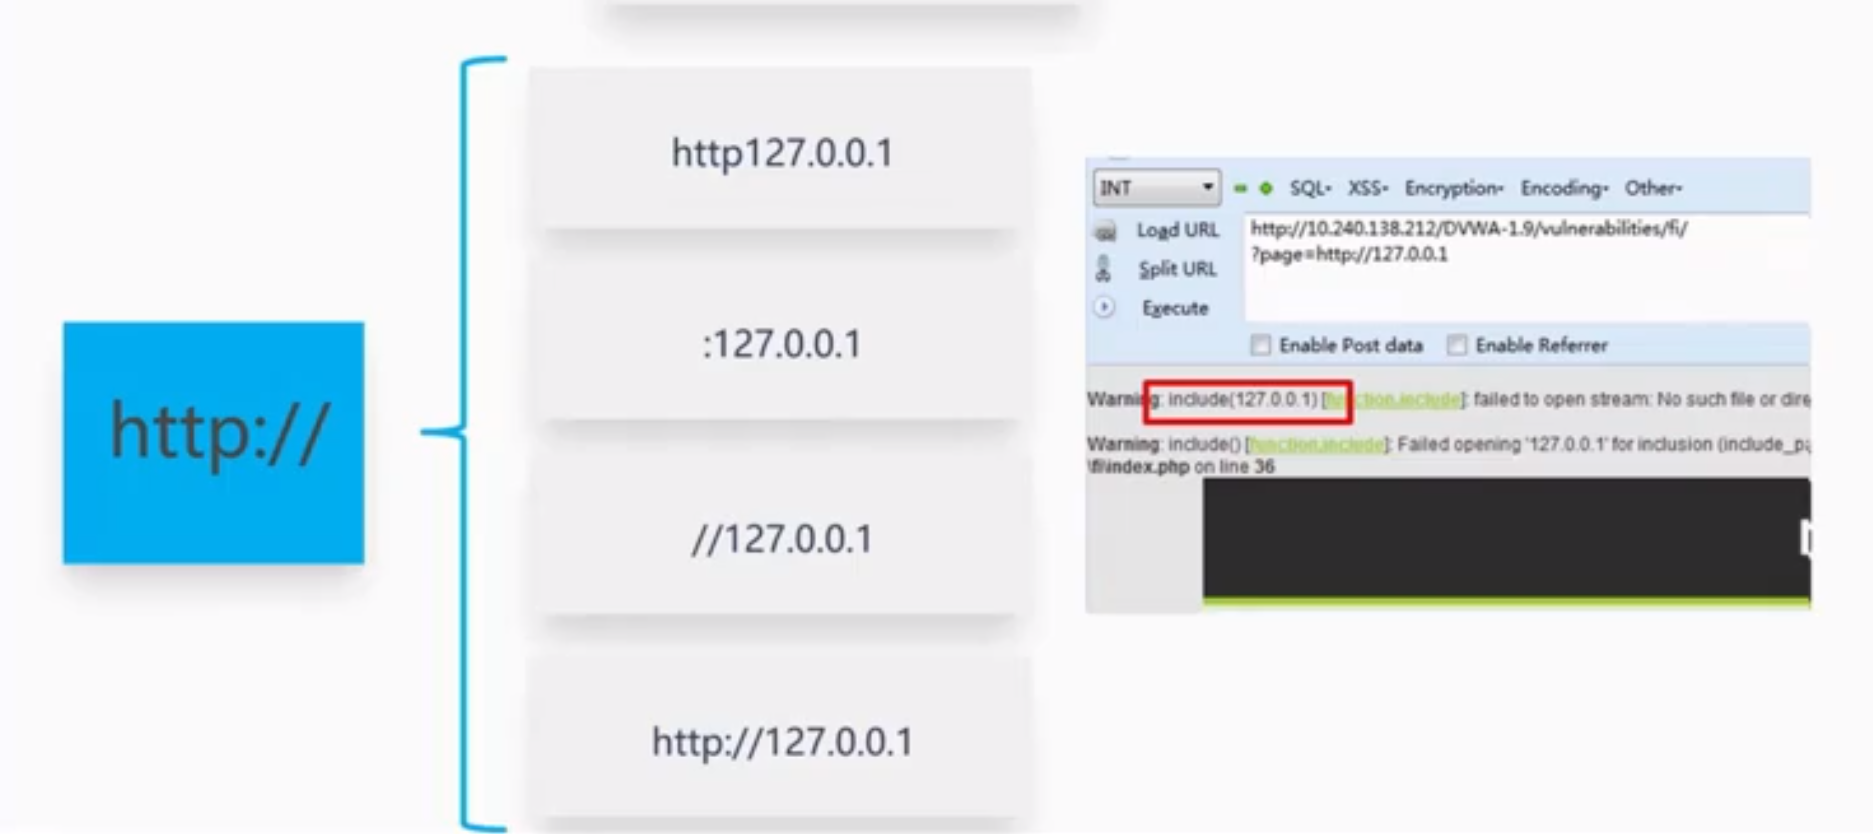 http://
http127.0.0.1
:127.0.0.1
//127.0.0.1
http://127.0.0.1
INT SQL XSS Encryption Encoding Other
Load URL
Split URL
Execute
http://10.240.138.212/DVWA-1.9/vulnerabilities/fi/
?page=http://127.0.0.1
Enable Post data Enable Referrer
Warning: include(127.0.0.1) [function.include]: failed to open stream: No such file or dire
Warning: include() [function.include]: Failed opening '127.0.0.1' for inclusion (include_pa
\fi\index.php on line 36